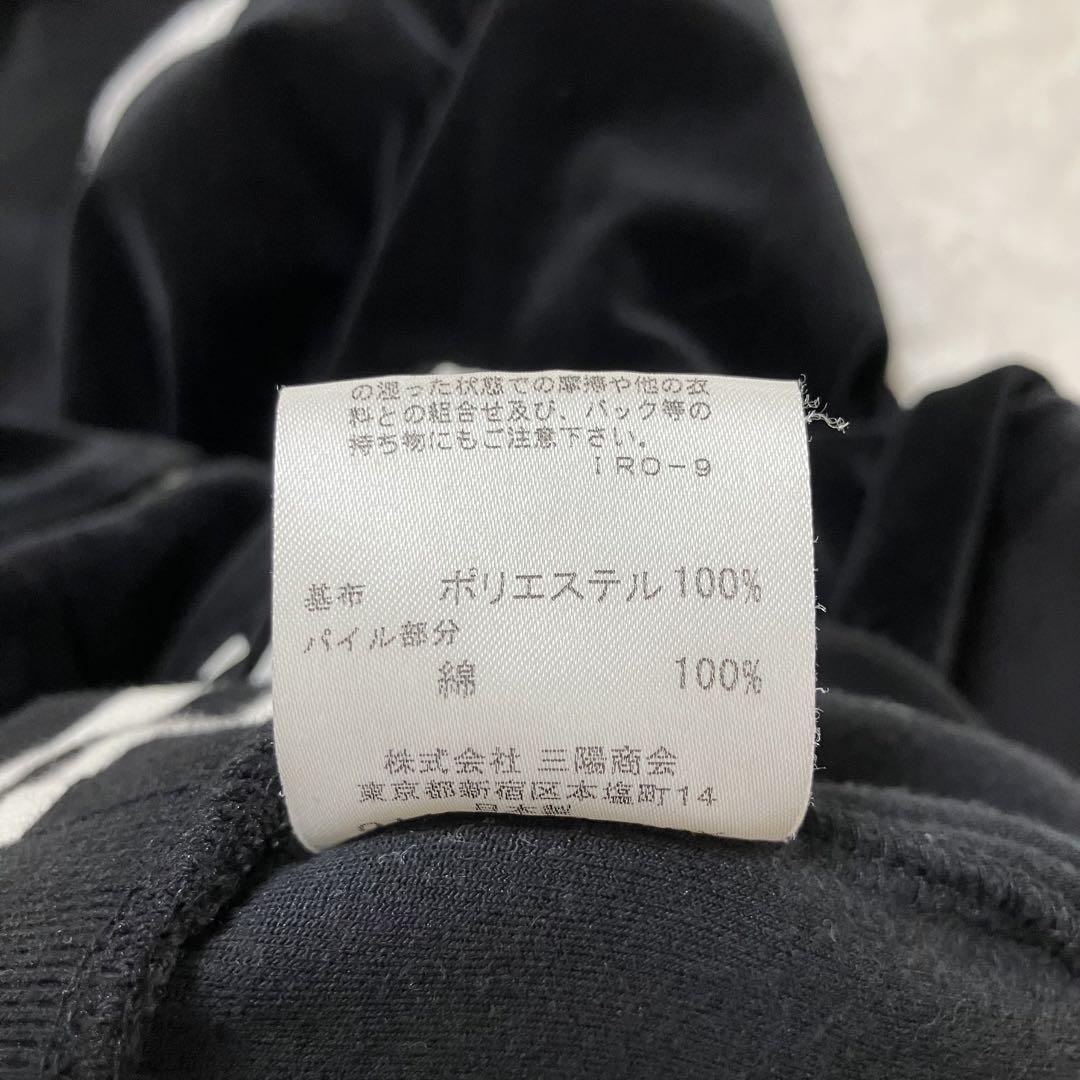 の湿った状態での摩擦や他の衣
料との組合せ及び、バック等の
持ち物にもご注意下さい。
IRO-9
基布 ポリエステル100%
パイル部分
綿 100%
株式会社 三陽商会
東京都新宿区本塩町14
日本製